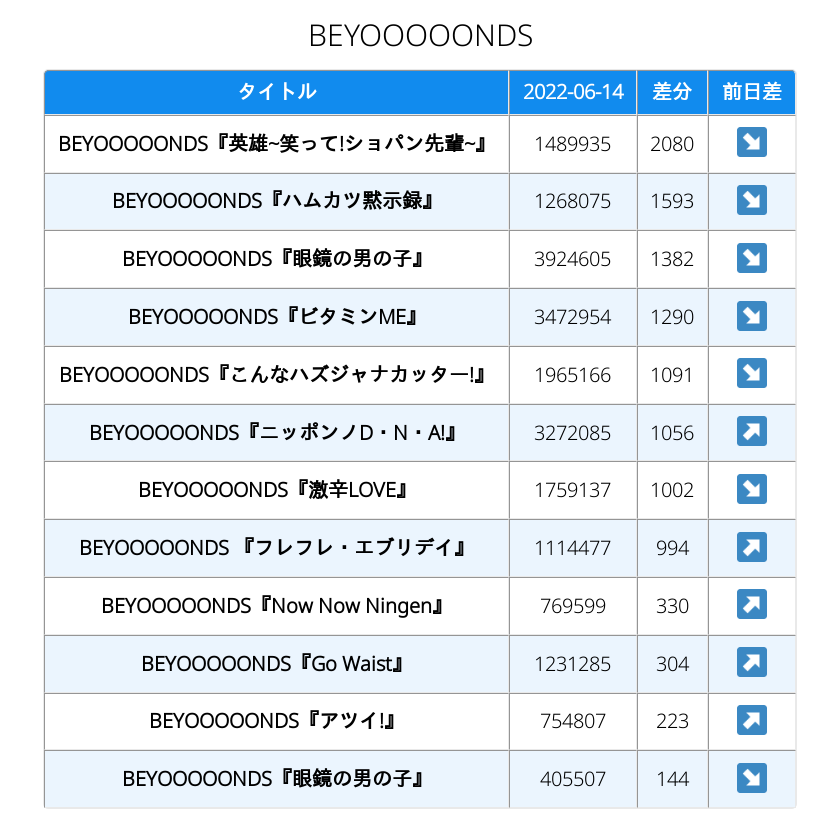 BEYOOOOONDS
タイトル 2022-06-14 差分 前日差
BEYOOOOONDS『英雄~笑って!ショパン先輩~』 1489935 2080 ↘
BEYOOOOONDS『ハムカツ黙示録』 1268075 1593 ↘
BEYOOOOONDS『眼鏡の男の子』 3924605 1382 ↘
BEYOOOOONDS『ビタミンME』 3472954 1290 ↘
BEYOOOOONDS『こんなハズジャナカッター!』 1965166 1091 ↘
BEYOOOOONDS『ニッポンノD・N・A!』 3272085 1056 ↗
BEYOOOOONDS『激辛LOVE』 1759137 1002 ↘
BEYOOOOONDS 『フレフレ・エブリデイ』 1114477 994 ↗
BEYOOOOONDS『Now Now Ningen』 769599 330 ↗
BEYOOOOONDS『Go Waist』 1231285 304 ↗
BEYOOOOONDS『アツイ!』 754807 223 ↗
BEYOOOOONDS『眼鏡の男の子』 405507 144 ↘